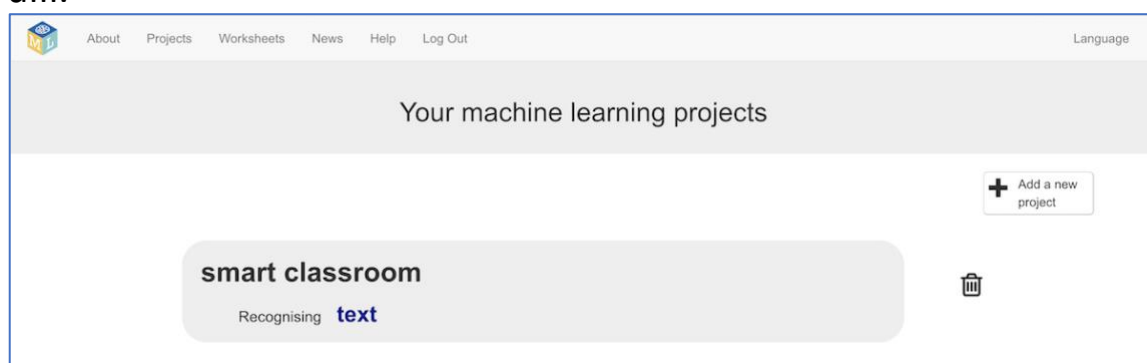 About Projects Worksheets News Help Log Out Language
Your machine learning projects
Add a new
project
smart classroom
Recognising text